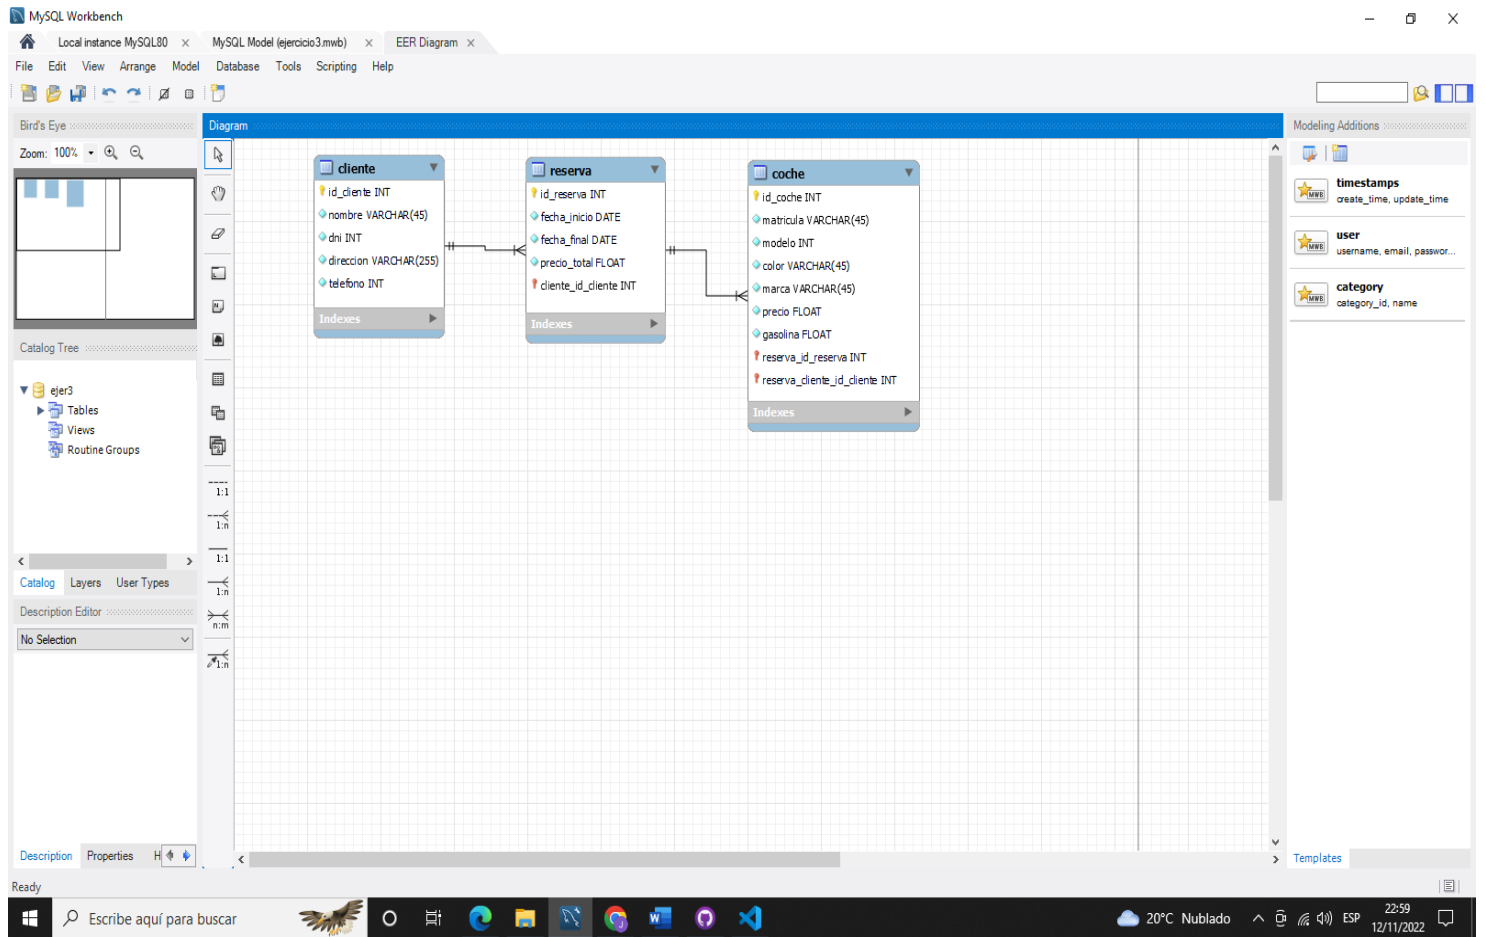 MySQL Workbench
Local instance MySQL80
MySQL Model (ejercicio3.mwb)
EER Diagram
File Edit View Arrange Model Database Tools Scripting Help
Bird's Eye
Zoom: 100%
Diagram
Modeling Additions
cliente
id_cliente INT
nombre VARCHAR(45)
dni INT
direccion VARCHAR(255)
telefono INT
Indexes
reserva
id_reserva INT
fecha_inicio DATE
fecha_final DATE
precio_total FLOAT
cliente_id_cliente INT
Indexes
coche
id_coche INT
matricula VARCHAR(45)
modelo INT
color VARCHAR(45)
marca VARCHAR(45)
precio FLOAT
gasolina FLOAT
reserva_id_reserva INT
reserva_cliente_id_cliente INT
Indexes
timestamps
create_time, update_time
user
username, email, passwor...
category
category_id, name
Catalog Tree
ejer3
Tables
Views
Routine Groups
1:1
1:n
1:1
1:n
n:m
1:n
Catalog Layers User Types
Description Editor
No Selection
Description Properties H
Templates
Ready
Escribe aquí para buscar
20°C Nublado
ESP
22:59
12/11/2022